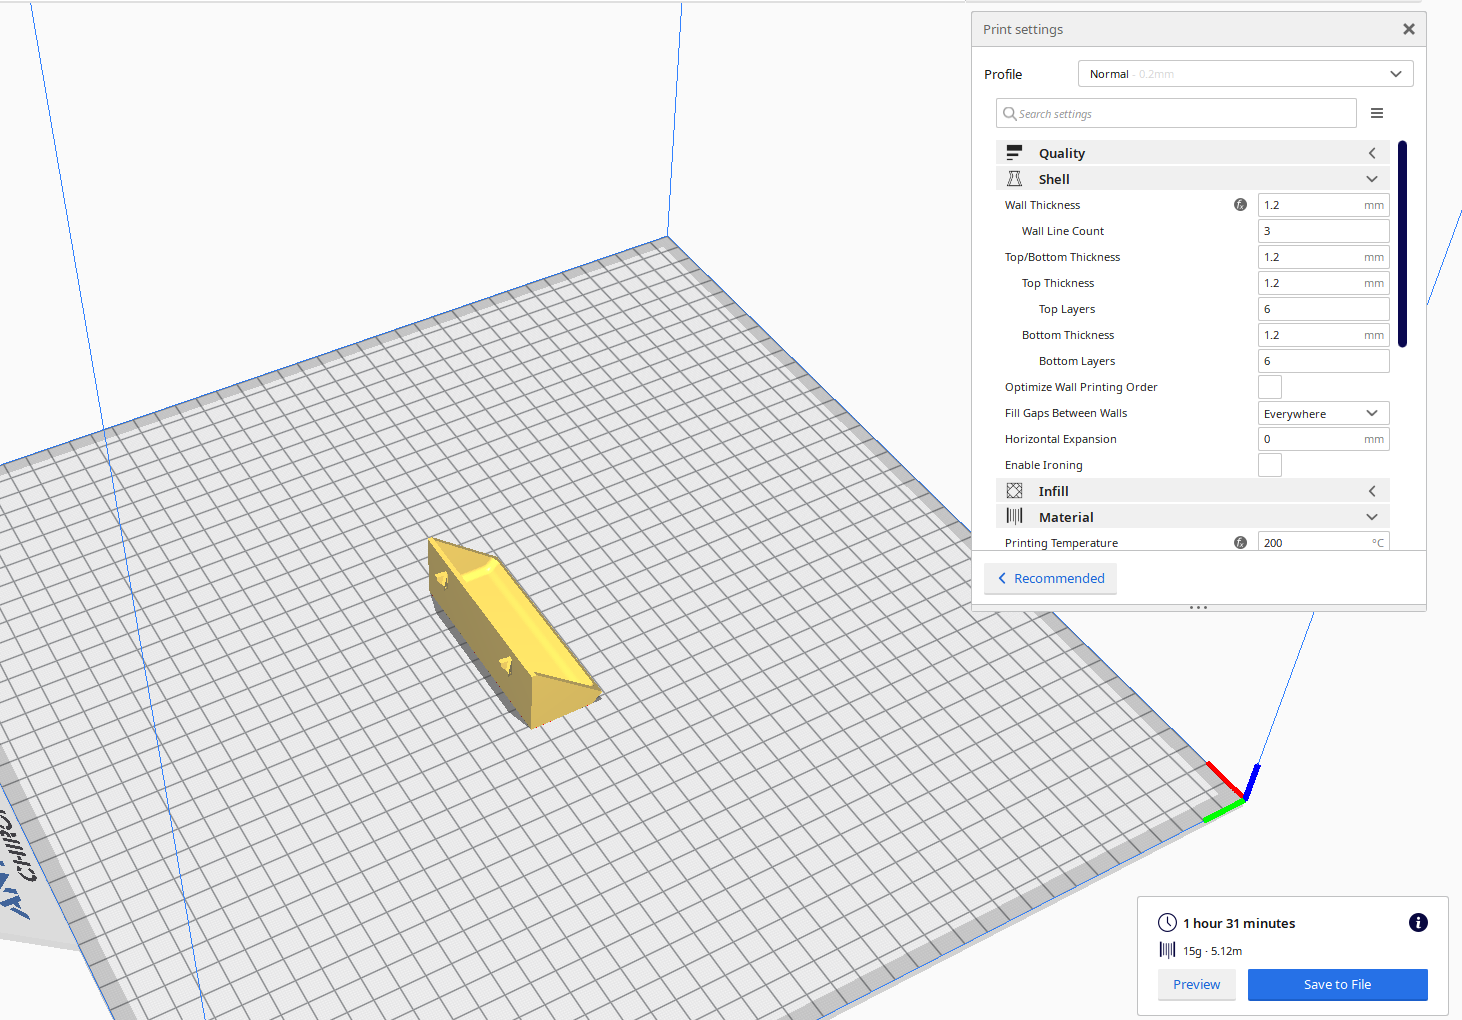 Print settings
Profile
Normal - 0.2mm
Search settings
Quality
Shell
Wall Thickness 1.2 mm
Wall Line Count 3
Top/Bottom Thickness 1.2 mm
Top Thickness 1.2 mm
Top Layers 6
Bottom Thickness 1.2 mm
Bottom Layers 6
Optimize Wall Printing Order
Fill Gaps Between Walls Everywhere
Horizontal Expansion 0 mm
Enable Ironing
Infill
Material
Printing Temperature 200 °C
Recommended
1 hour 31 minutes
15g · 5.12m
Preview
Save to File